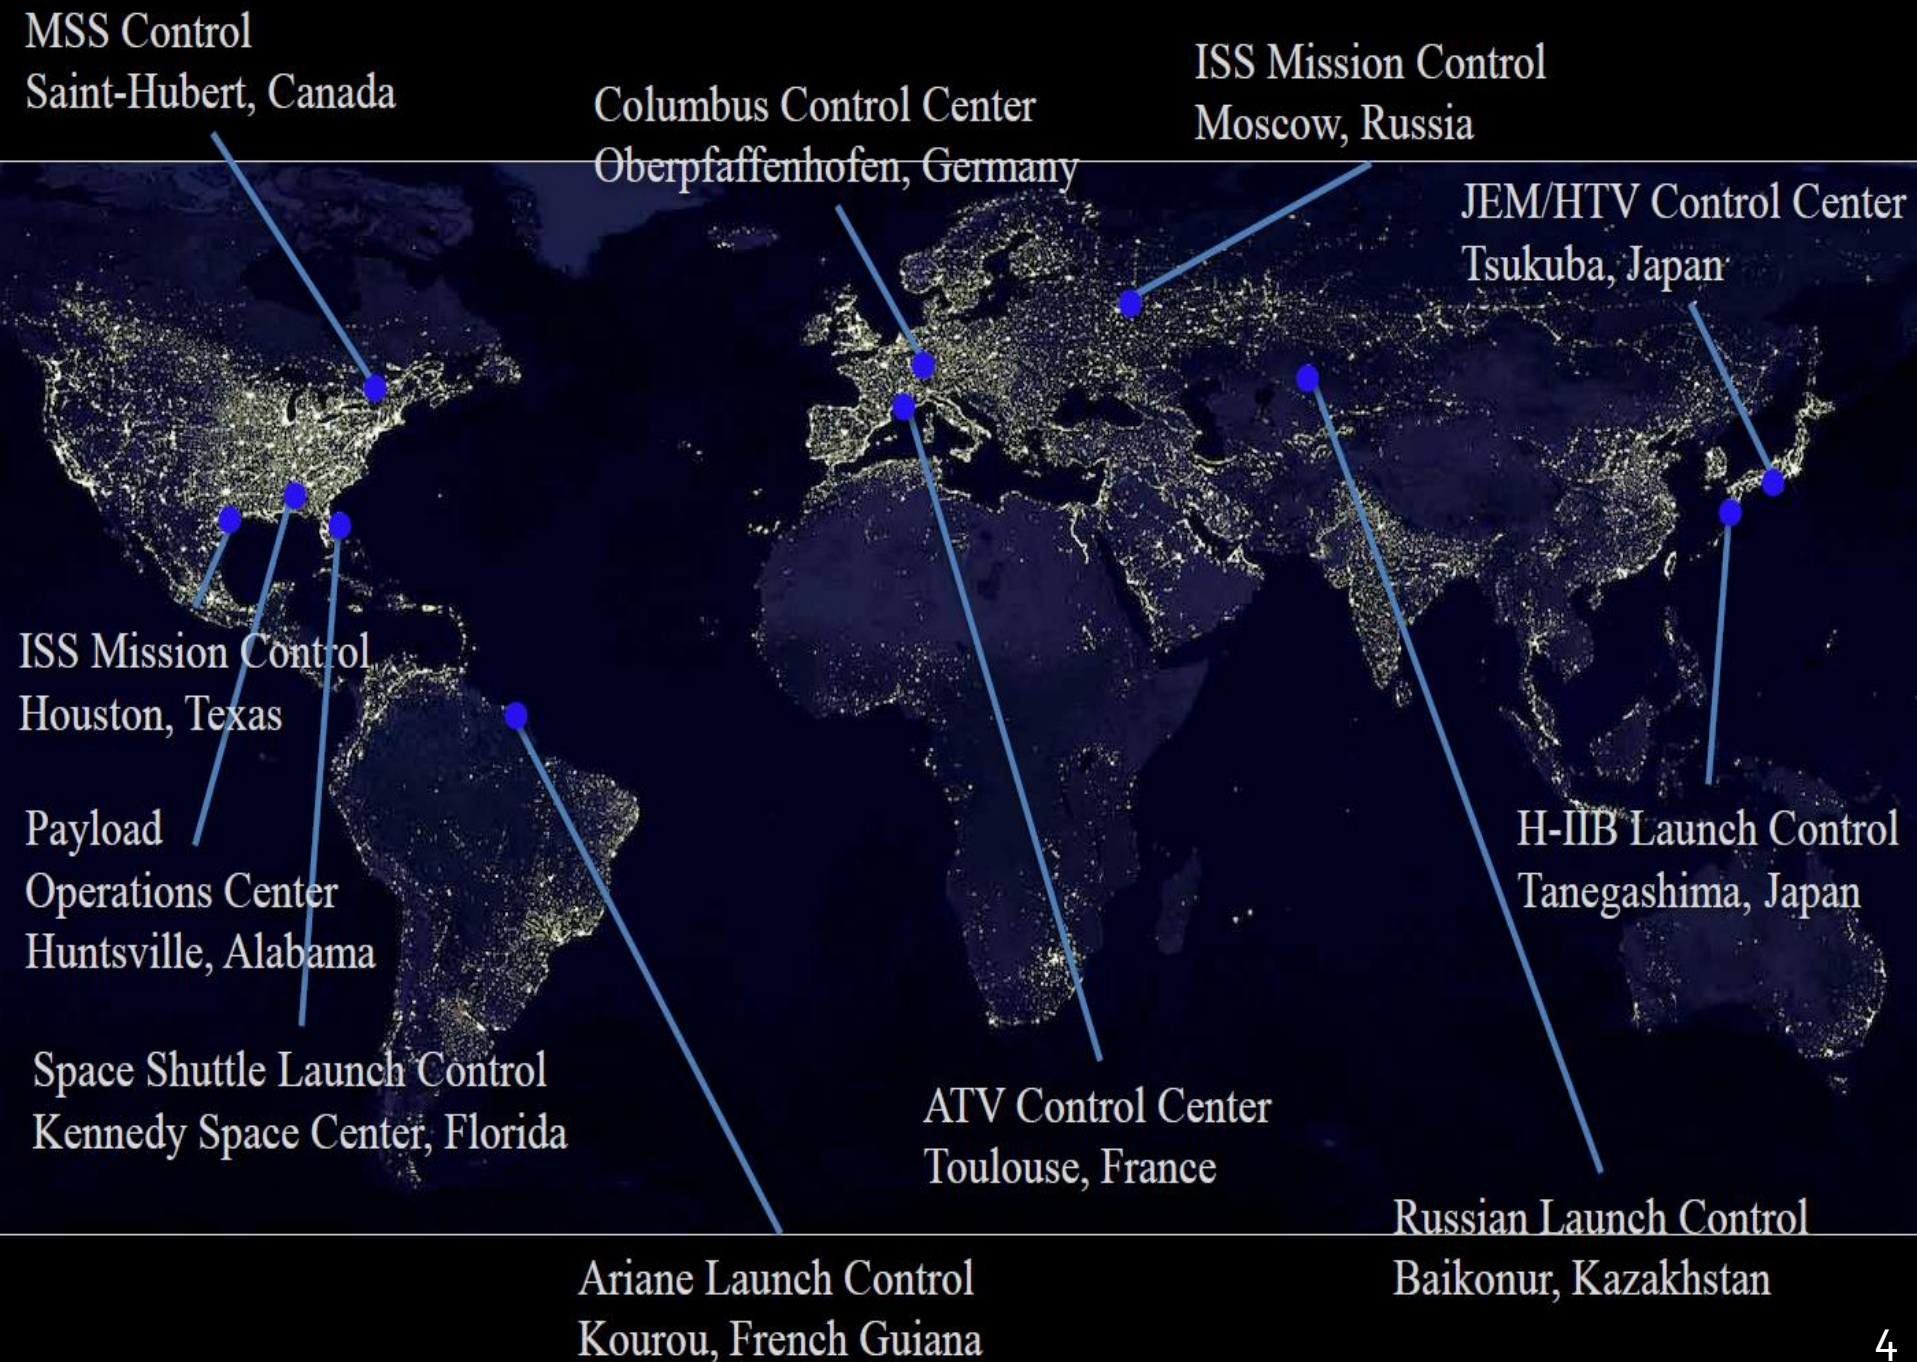 MSS Control
Saint-Hubert, Canada
Columbus Control Center
Oberpfaffenhofen, Germany
ISS Mission Control
Moscow, Russia
JEM/HTV Control Center
Tsukuba, Japan
ISS Mission Control
Houston, Texas
Payload
Operations Center
Huntsville, Alabama
H-IIB Launch Control
Tanegashima, Japan
Space Shuttle Launch Control
Kennedy Space Center, Florida
ATV Control Center
Toulouse, France
Russian Launch Control
Baikonur, Kazakhstan
Ariane Launch Control
Kourou, French Guiana
4